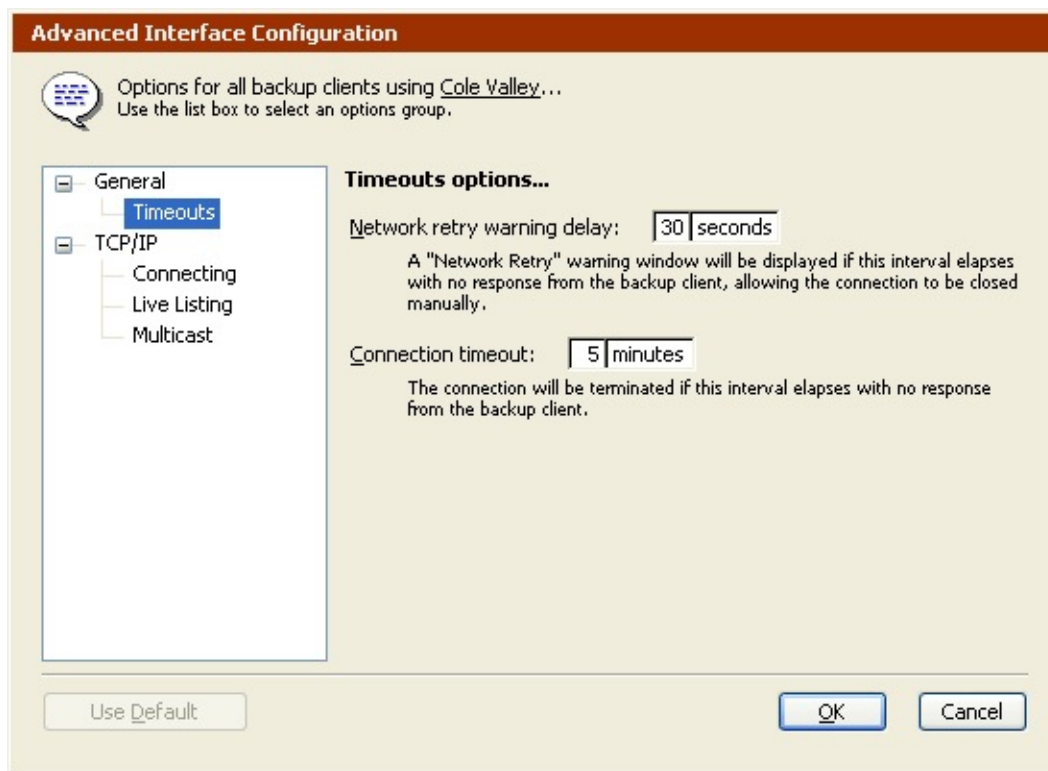 Advanced Interface Configuration
Options for all backup clients using Cole Valley...
Use the list box to select an options group.
General
Timeouts
TCP/IP
Connecting
Live Listing
Multicast
Timeouts options...
Network retry warning delay: 30 seconds
A "Network Retry" warning window will be displayed if this interval elapses
with no response from the backup client, allowing the connection to be closed
manually.
Connection timeout: 5 minutes
The connection will be terminated if this interval elapses with no response
from the backup client.
Use Default
OK
Cancel